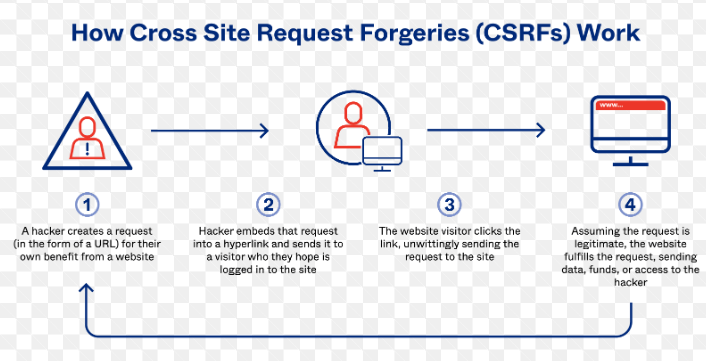 How Cross Site Request Forgeries (CSRFs) Work
www...
1
A hacker creates a request
(in the form of a URL) for their
own benefit from a website
2
Hacker embeds that request
into a hyperlink and sends it to
a visitor who they hope is
logged in to the site
3
The website visitor clicks the
link, unwittingly sending the
request to the site
4
Assuming the request is
legitimate, the website
fulfills the request, sending
data, funds, or access to the
hacker